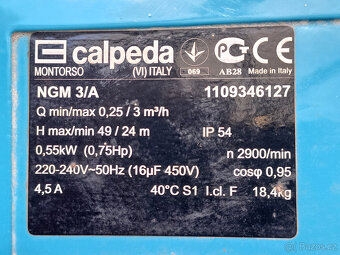 calpeda
MONTORSO (VI) ITALY 069 AB28 Made in Italy
NGM 3/A 1109346127
Q min/max 0,25 / 3 m³/h
H max/min 49 / 24 m IP 54
0,55kW (0,75Hp) n 2900/min
220-240V~50Hz (16µF 450V) cosφ 0,95
4,5 A 40°C S1 I.cl. F 18,4kg